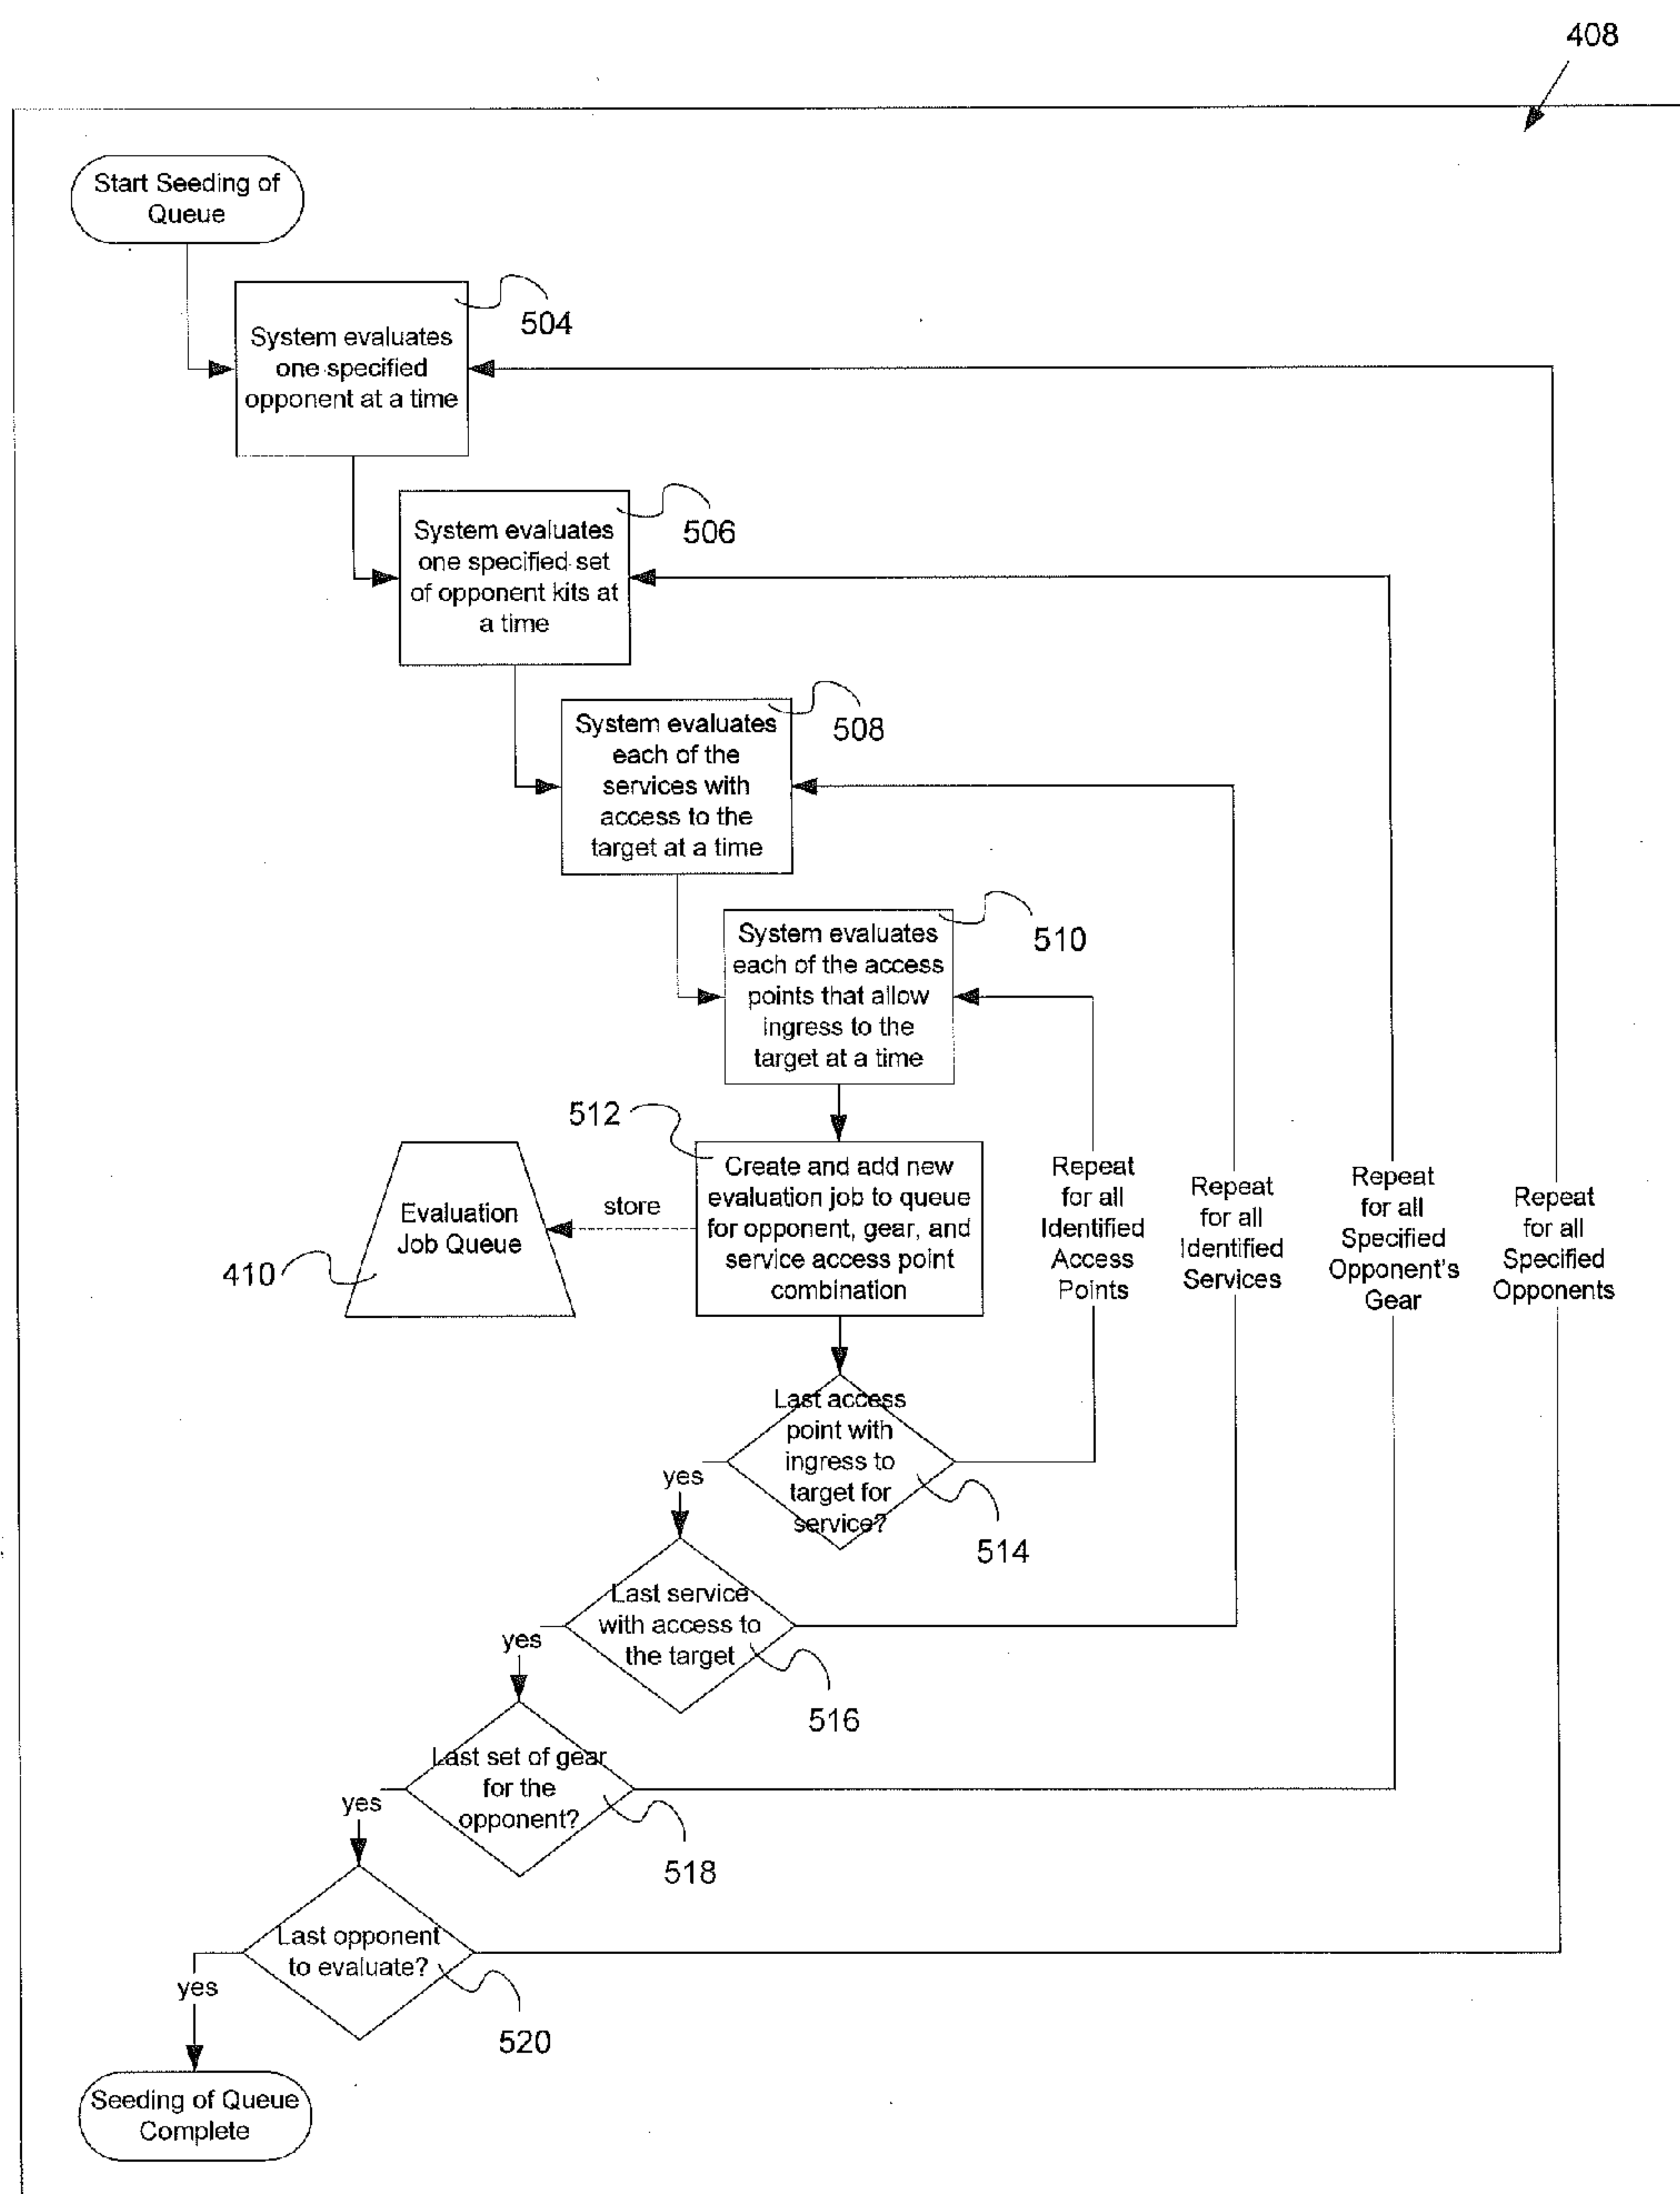 408
Start Seeding of
Queue
504
System evaluates
one specified
opponent at a time
506
System evaluates
one specified set
of opponent kits at
a time
508
System evaluates
each of the
services with
access to the
target at a time
510
System evaluates
each of the access
points that allow
ingress to the
target at a time
512
Create and add new
evaluation job to queue
for opponent, gear, and
service access point
combination
store
Evaluation
Job Queue
410
Repeat
for all
Identified
Access
Points
Repeat
for all
Identified
Services
Repeat
for all
Specified
Opponent's
Gear
Repeat
for all
Specified
Opponents
Last access
point with
ingress to
target for
service?
514
yes
Last service
with access to
the target
516
yes
Last set of gear
for the
opponent?
518
yes
Last opponent
to evaluate?
520
yes
Seeding of Queue
Complete